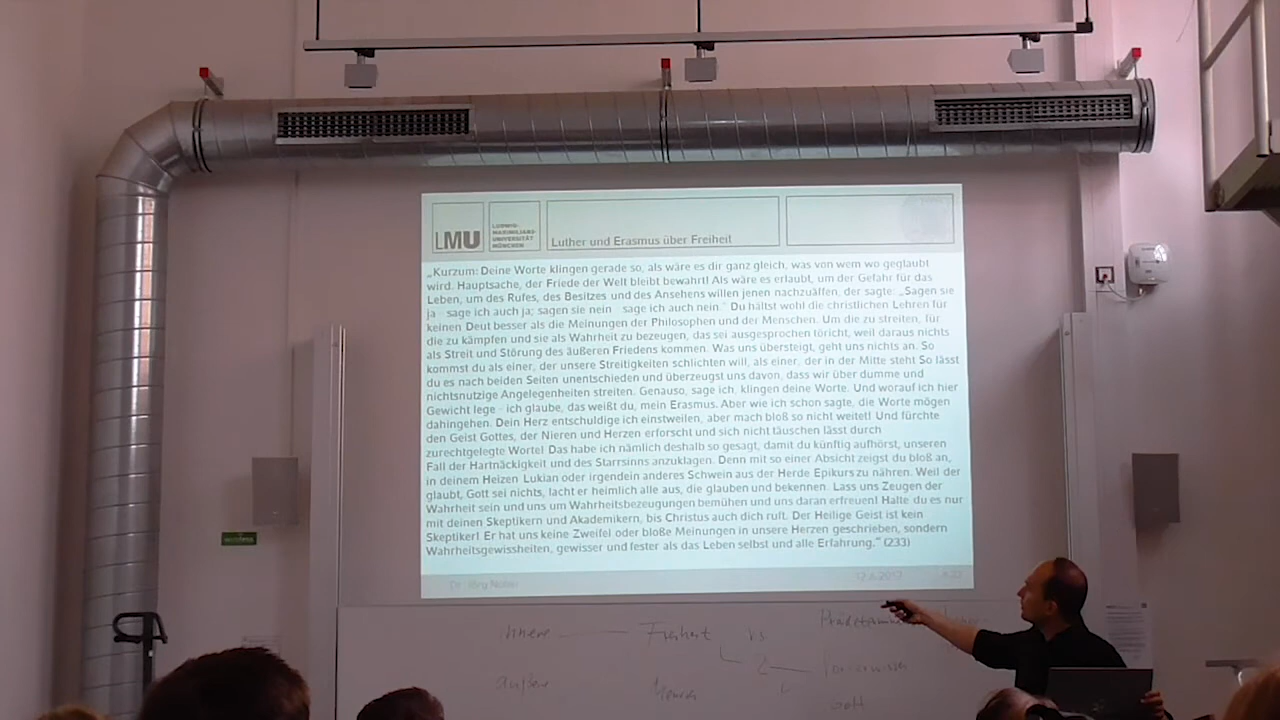 LMU
LUDWIG-
MAXIMILIANS-
UNIVERSITÄT
MÜNCHEN
Luther und Erasmus über Freiheit
„Kurzum: Deine Worte klingen gerade so, als wäre es dir ganz gleich, was von wem wo geglaubt
wird. Hauptsache, der Friede der Welt bleibt bewahrt! Als wäre es erlaubt, um der Gefahr für das
Leben, um des Rufes, des Besitzes und des Ansehens willen jenen nachzuäffen, der sagte: „Sagen sie
ja - sage ich auch ja; sagen sie nein - sage ich auch nein." Du hältst wohl die christlichen Lehren für
keinen Deut besser als die Meinungen der Philosophen und der Menschen. Um die zu streiten, für
die zu kämpfen und sie als Wahrheit zu bezeugen, das sei ausgesprochen töricht, weil daraus nichts
als Streit und Störung des äußeren Friedens kommen. Was uns übersteigt, geht uns nichts an. So
kommst du als einer, der unsere Streitigkeiten schlichten will, als einer, der in der Mitte steht So lässt
du es nach beiden Seiten unentschieden und überzeugst uns davon, dass wir über dumme und
nichtsnutzige Angelegenheiten streiten. Genauso, sage ich, klingen deine Worte. Und worauf ich hier
Gewicht lege - ich glaube, das weißt du, mein Erasmus. Aber wie ich schon sagte, die Worte mögen
dahingehen. Dein Herz entschuldige ich einstweilen, aber mach bloß so nicht weitet! Und fürchte
den Geist Gottes, der Nieren und Herzen erforscht und sich nicht täuschen lässt durch
zurechtgelegte Worte! Das habe ich nämlich deshalb so gesagt, damit du künftig aufhörst, unseren
Fall der Hartnäckigkeit und des Starrsinns anzuklagen. Denn mit so einer Absicht zeigst du bloß an,
in deinem Heizen Lukian oder irgendein anderes Schwein aus der Herde Epikurs zu nähren. Weil der
glaubt, Gott sei nichts, lacht er heimlich alle aus, die glauben und bekennen. Lass uns Zeugen der
Wahrheit sein und uns um Wahrheitsbezeugungen bemühen und uns daran erfreuen! Halte du es nur
mit deinen Skeptikern und Akademikern, bis Christus auch dich ruft. Der Heilige Geist ist kein
Skeptiker! Er hat uns keine Zweifel oder bloße Meinungen in unsere Herzen geschrieben, sondern
Wahrheitsgewissheiten, gewisser und fester als das Leben selbst und alle Erfahrung." (233)
Dr. Jörg Noller
innere Freiheit vs
äußere Mensch Gott